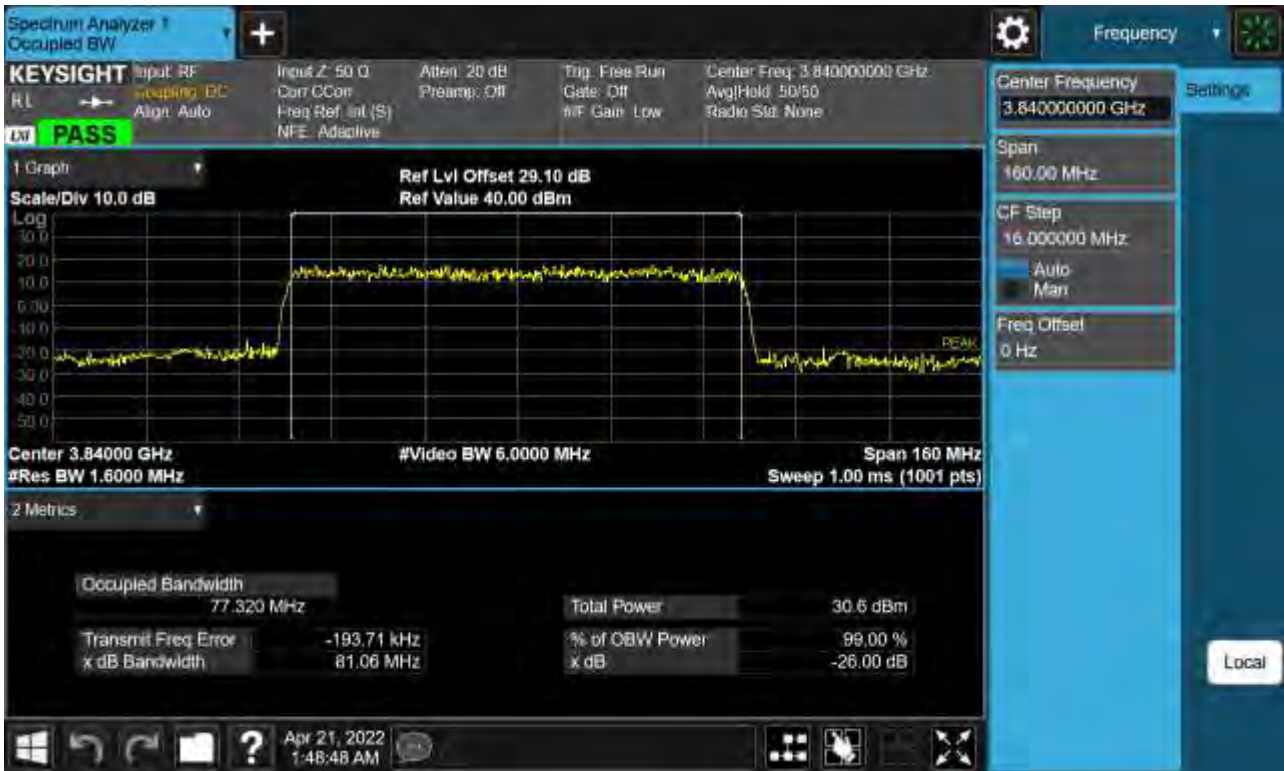 Spectrum Analyzer 1
Occupied BW
Frequency
KEYSIGHT
Input: RF
Coupling: DC
Align: Auto
Input Z: 50 Ω
Corr CCorr
Freq Ref: Int (S)
NFE: Adaptive
Atten: 20 dB
Preamp: Off
Trig: Free Run
Gate: Off
#IF Gain: Low
Center Freq: 3.840000000 GHz
Avg|Hold: 50/50
Radio Std: None
PASS
Center Frequency
3.840000000 GHz
Settings
Span
160.00 MHz
CF Step
16.000000 MHz
Auto
Man
Freq Offset
0 Hz
1 Graph
Scale/Div 10.0 dB
Ref Lvl Offset 29.10 dB
Ref Value 40.00 dBm
Log
30.0
20.0
10.0
0.00
-10.0
-20.0
-30.0
-40.0
-50.0
PEAK
Center 3.84000 GHz
#Video BW 6.0000 MHz
Span 160 MHz
#Res BW 1.6000 MHz
Sweep 1.00 ms (1001 pts)
2 Metrics
Occupied Bandwidth
77.320 MHz
Total Power 30.6 dBm
Transmit Freq Error -193.71 kHz
% of OBW Power 99.00 %
x dB Bandwidth 81.06 MHz
x dB -26.00 dB
Local
?
Apr 21, 2022
1:48:48 AM